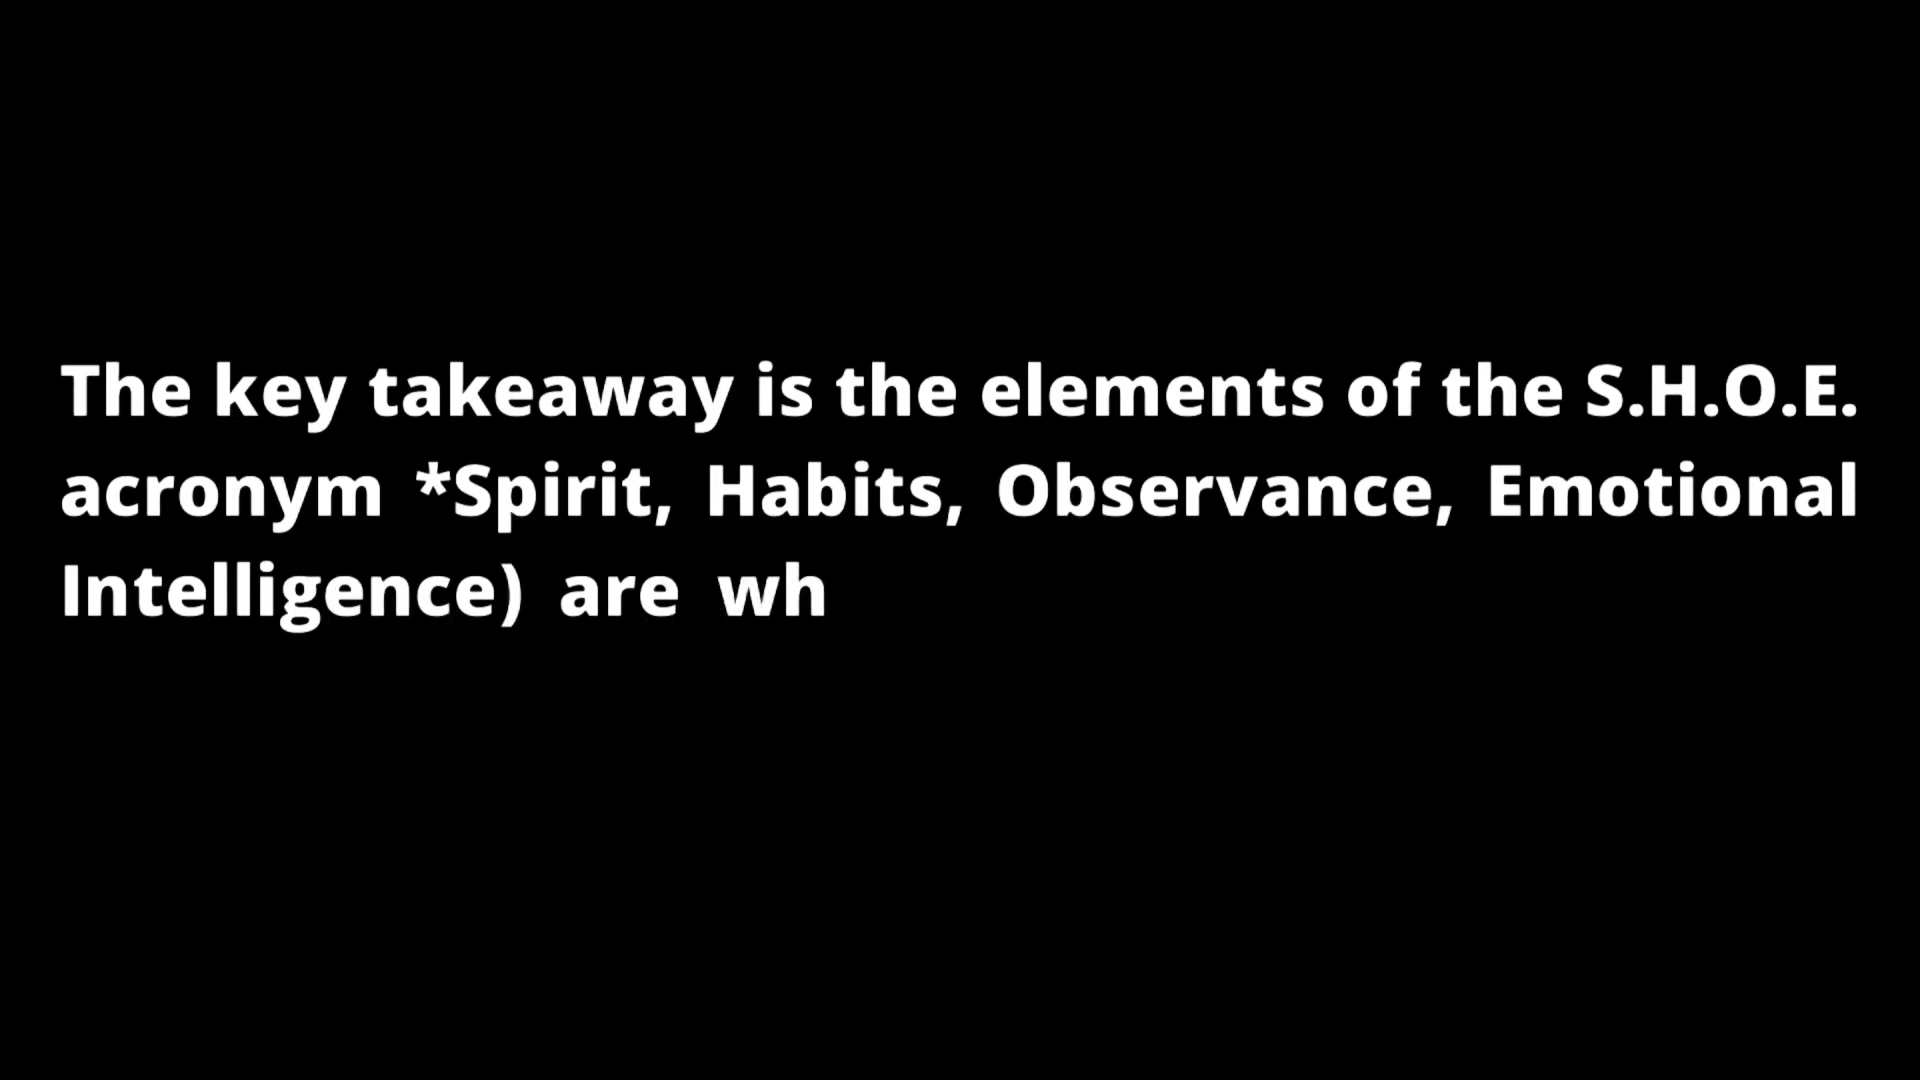 The key takeaway is the elements of the S.H.O.E.
acronym *Spirit, Habits, Observance, Emotional
Intelligence) are wh